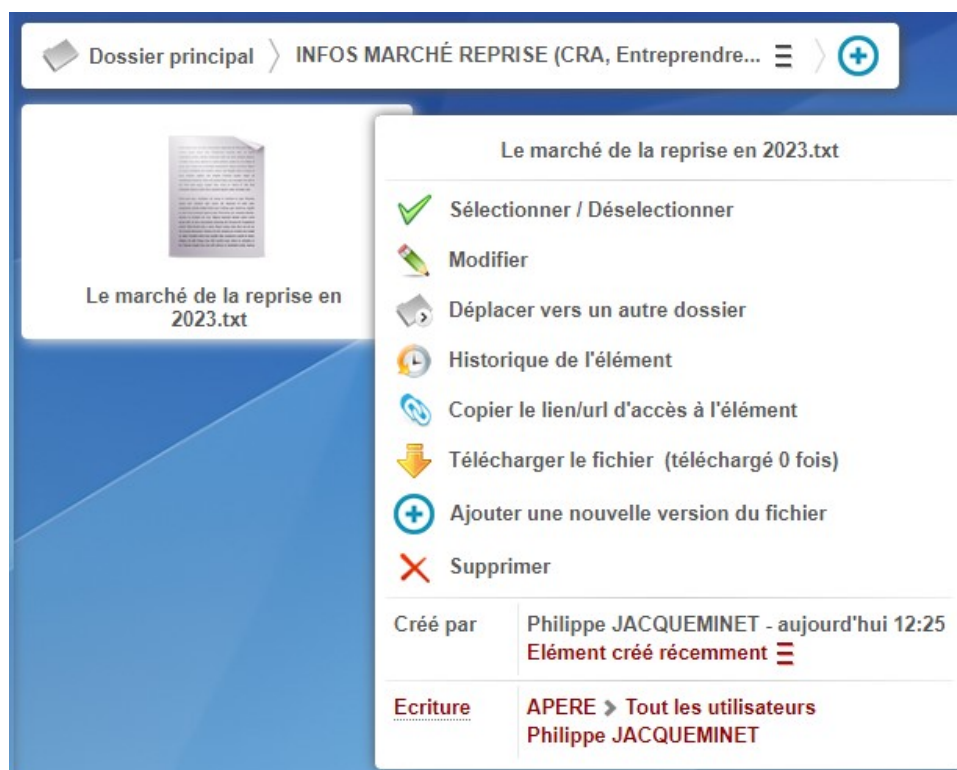 Dossier principal
INFOS MARCHÉ REPRISE (CRA, Entreprendre...
Le marché de la reprise en
2023.txt
Le marché de la reprise en 2023.txt
Sélectionner / Déselectionner
Modifier
Déplacer vers un autre dossier
Historique de l'élément
Copier le lien/url d'accès à l'élément
Télécharger le fichier (téléchargé 0 fois)
Ajouter une nouvelle version du fichier
Supprimer
Créé par Philippe JACQUEMINET - aujourd'hui 12:25
Elément créé récemment
Ecriture APERE > Tout les utilisateurs
Philippe JACQUEMINET